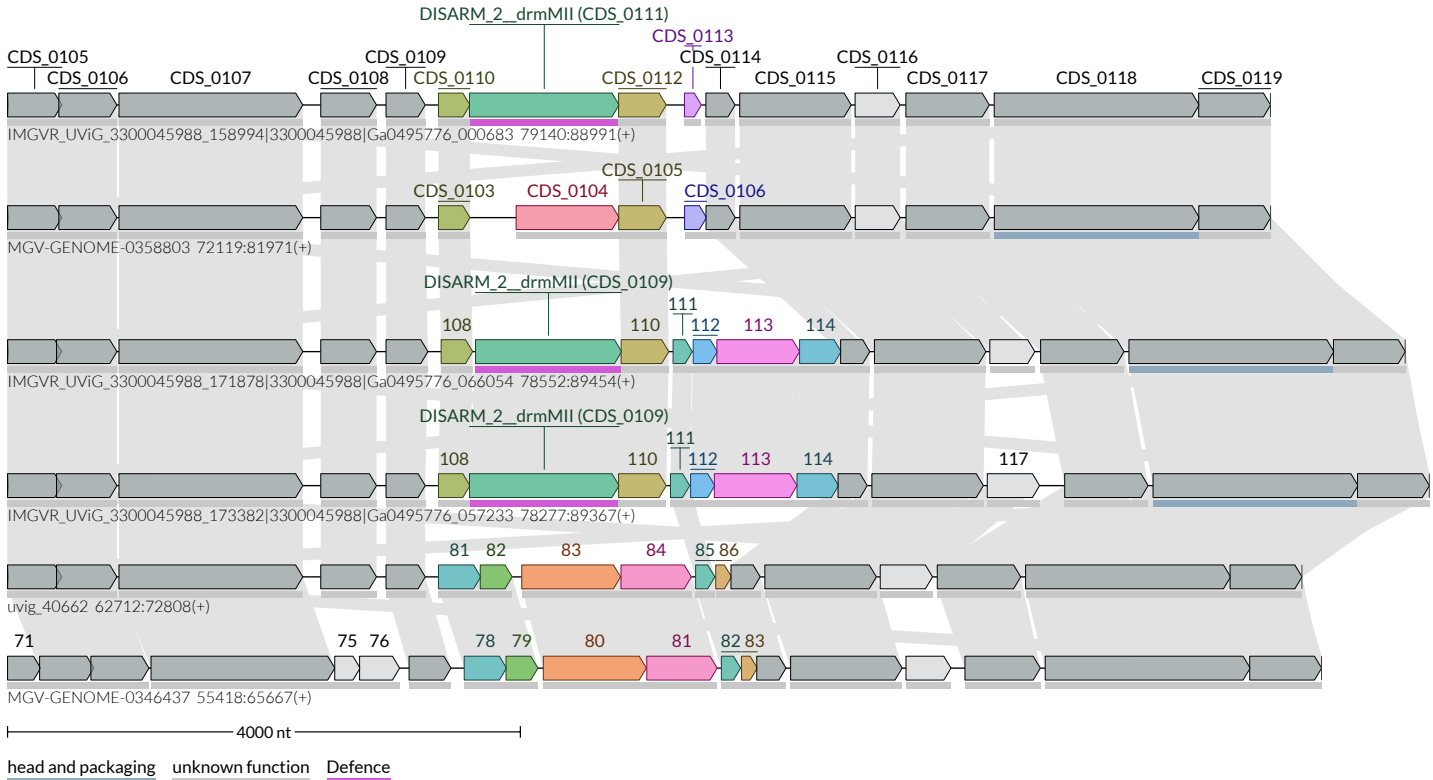 DISARM_2__drmMII (CDS_0111)
CDS_0113
CDS_0105 CDS_0109 CDS_0114 CDS_0116
CDS_0106 CDS_0107 CDS_0108 CDS_0110 CDS_0112 CDS_0115 CDS_0117 CDS_0118 CDS_0119
IMGVR_UViG_3300045988_158994|3300045988|Ga0495776_000683 79140:88991(+)
CDS_0105
CDS_0103 CDS_0104 CDS_0106
MGV-GENOME-0358803 72119:81971(+)
DISARM_2__drmMII (CDS_0109)
111
108 110 112 113 114
IMGVR_UViG_3300045988_171878|3300045988|Ga0495776_066054 78552:89454(+)
DISARM_2__drmMII (CDS_0109)
111
108 110 112 113 114 117
IMGVR_UViG_3300045988_173382|3300045988|Ga0495776_057233 78277:89367(+)
81 82 83 84 85 86
uvig_40662 62712:72808(+)
71 75 76 78 79 80 81 82 83
MGV-GENOME-0346437 55418:65667(+)
4000 nt
head and packaging unknown function Defence